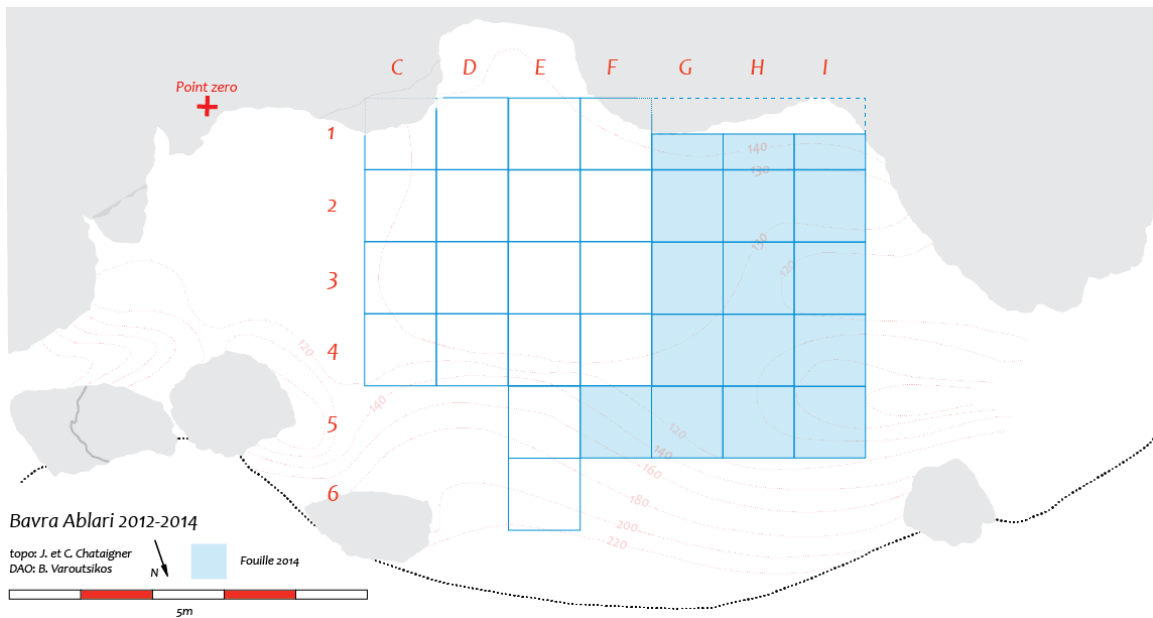 C D E F G H I
Point zero
1
140
130
2
130
120
3
120
4
140
5
120
140
160
6
180
200
220
Bavra Ablari 2012-2014
topo: J. et C. Chataigner
DAO: B. Varoutsikos
N
Fouille 2014
5m